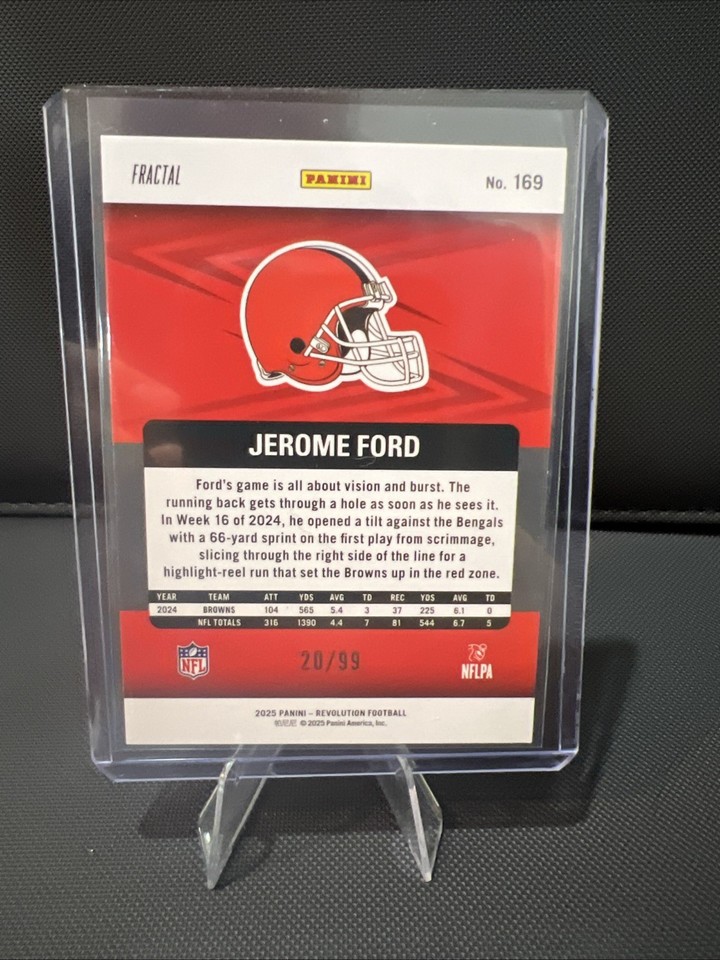 FRACTAL PANINI No. 169
JEROME FORD
Ford's game is all about vision and burst. The
running back gets through a hole as soon as he sees it.
In Week 16 of 2024, he opened a tilt against the Bengals
with a 66-yard sprint on the first play from scrimmage,
slicing through the right side of the line for a
highlight-reel run that set the Browns up in the red zone.
YEAR TEAM ATT YDS AVG TD REC YDS AVG TD
2024 BROWNS 104 565 5.4 3 37 225 6.1 0
NFL TOTALS 316 1390 4.4 7 81 544 6.7 5
NFL 20/99 NFLPA
2025 PANINI – REVOLUTION FOOTBALL
© 2025 Panini America, Inc.